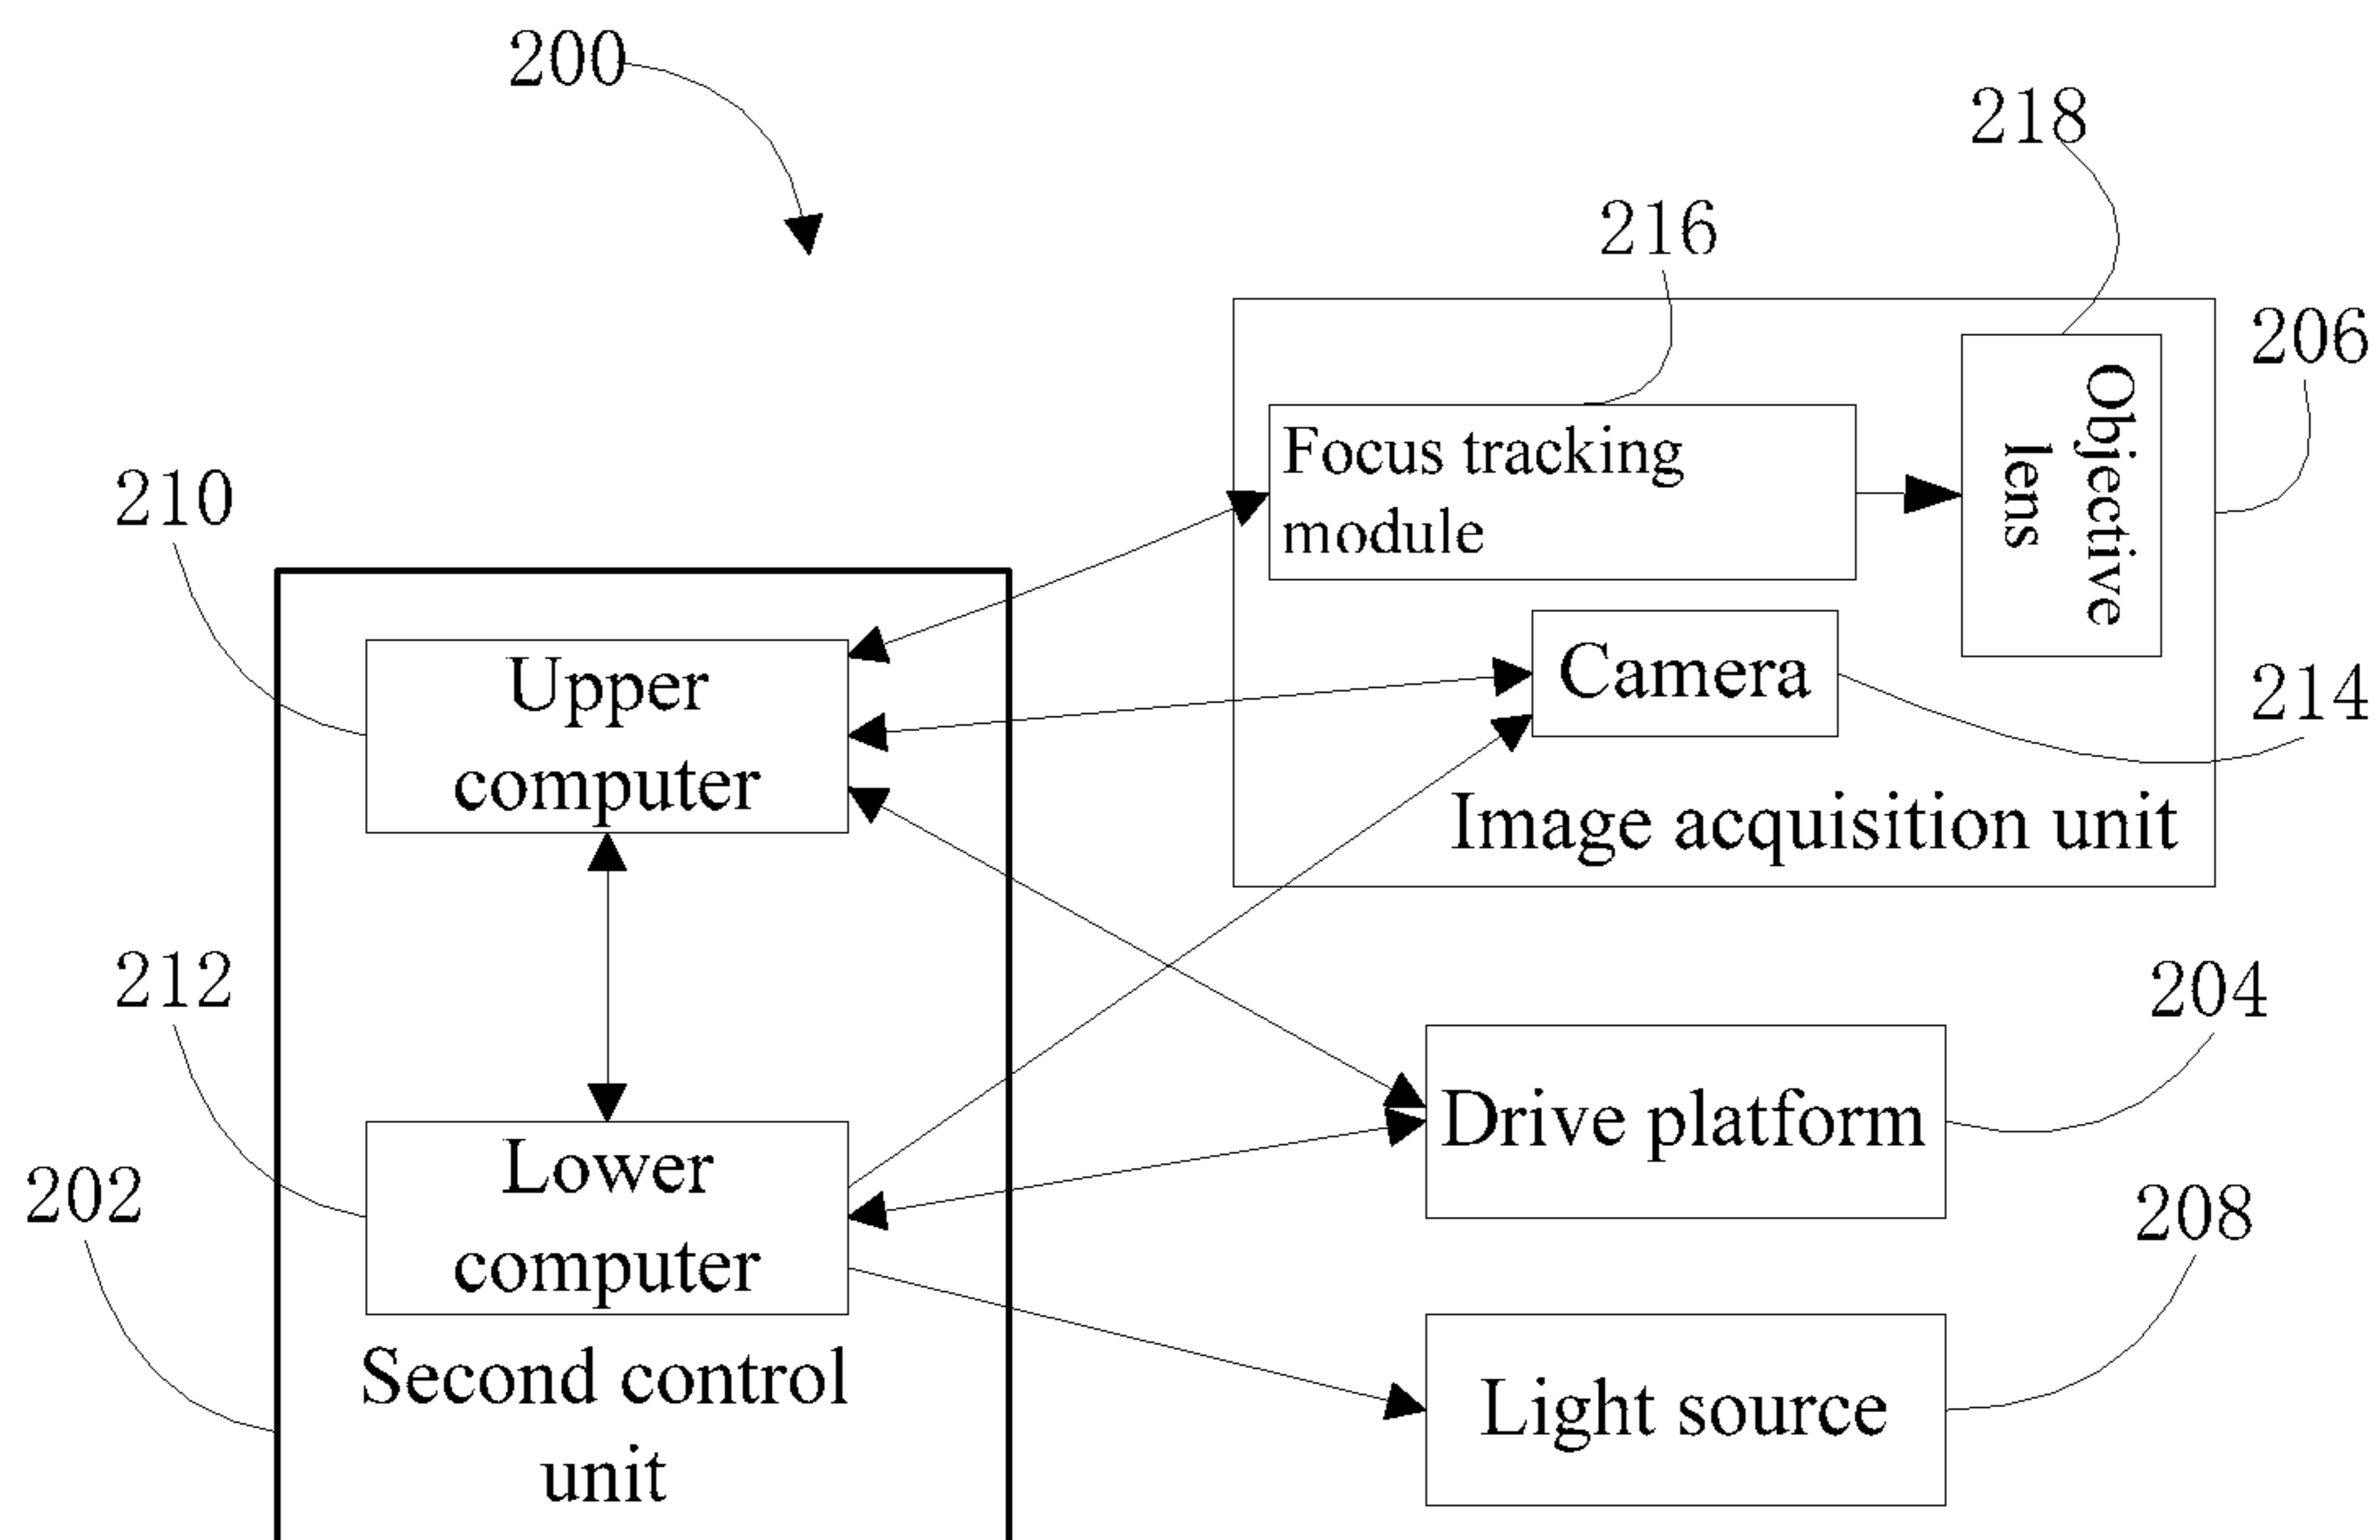 200
218
216
206
Focus tracking
module
Objective
lens
210
Upper
computer
Camera
214
Image acquisition unit
212
204
Drive platform
Lower
computer
202
208
Second control
unit
Light source